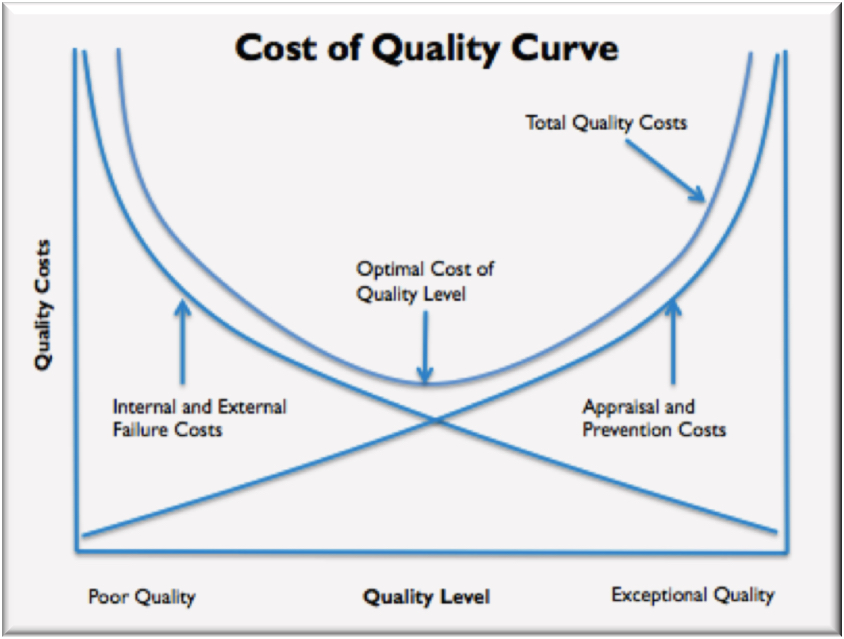 Cost of Quality Curve
Total Quality Costs
Optimal Cost of
Quality Level
Quality Costs
Internal and External
Failure Costs
Appraisal and
Prevention Costs
Poor Quality
Quality Level
Exceptional Quality